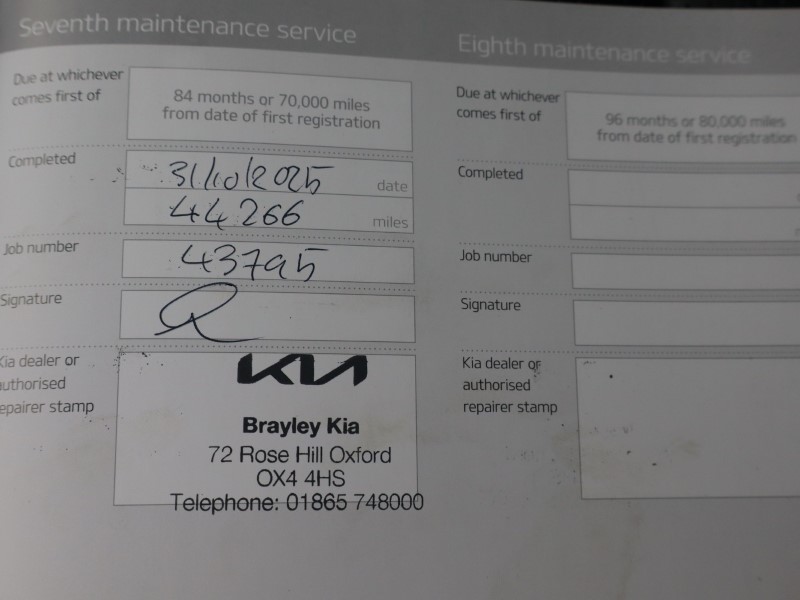 Seventh maintenance service
Due at whichever
comes first of
84 months or 70,000 miles
from date of first registration
Completed
31/10/2025
date
44266
miles
Job number
43795
Signature
Kia dealer or
authorised
repairer stamp
KIA
Brayley Kia
72 Rose Hill Oxford
OX4 4HS
Telephone: 01865 748000
Eighth maintenance service
Due at whichever
comes first of
96 months or 80,000 miles
from date of first registration
Completed
Job number
Signature
Kia dealer or
authorised
repairer stamp